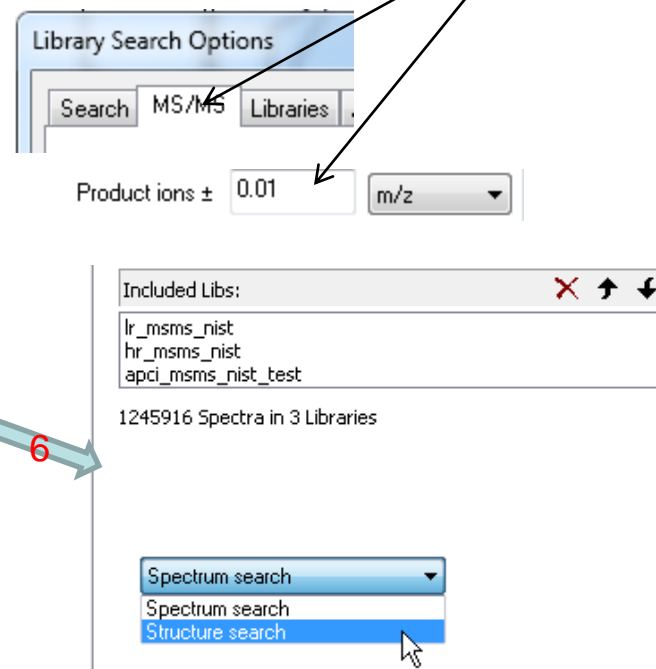 Library Search Options
Search MS/MS Libraries
Product ions ± 0.01 m/z
Included Libs:
lr_msms_nist
hr_msms_nist
apci_msms_nist_test
1245916 Spectra in 3 Libraries
6
Spectrum search
Spectrum search
Structure search